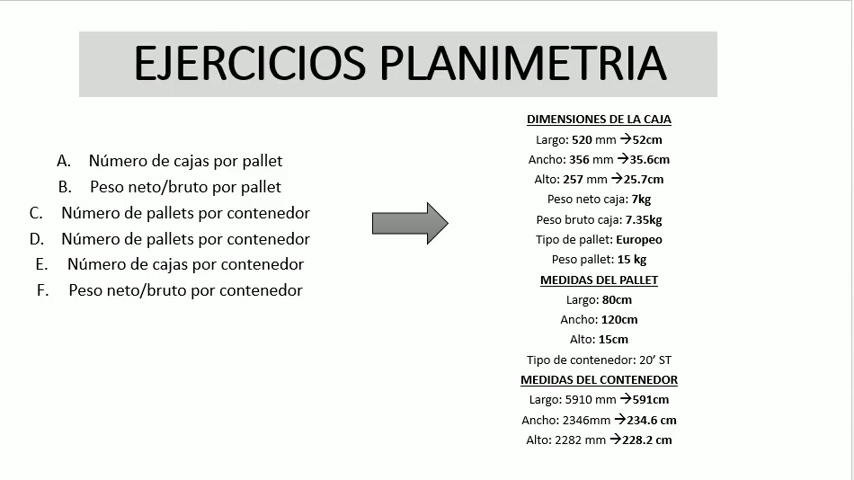 EJERCICIOS PLANIMETRIA
A. Número de cajas por pallet
B. Peso neto/bruto por pallet
C. Número de pallets por contenedor
D. Número de pallets por contenedor
E. Número de cajas por contenedor
F. Peso neto/bruto por contenedor
DIMENSIONES DE LA CAJA
Largo: 520 mm →52cm
Ancho: 356 mm →35.6cm
Alto: 257 mm →25.7cm
Peso neto caja: 7kg
Peso bruto caja: 7.35kg
Tipo de pallet: Europeo
Peso pallet: 15 kg
MEDIDAS DEL PALLET
Largo: 80cm
Ancho: 120cm
Alto: 15cm
Tipo de contenedor: 20’ ST
MEDIDAS DEL CONTENEDOR
Largo: 5910 mm →591cm
Ancho: 2346mm →234.6 cm
Alto: 2282 mm →228.2 cm